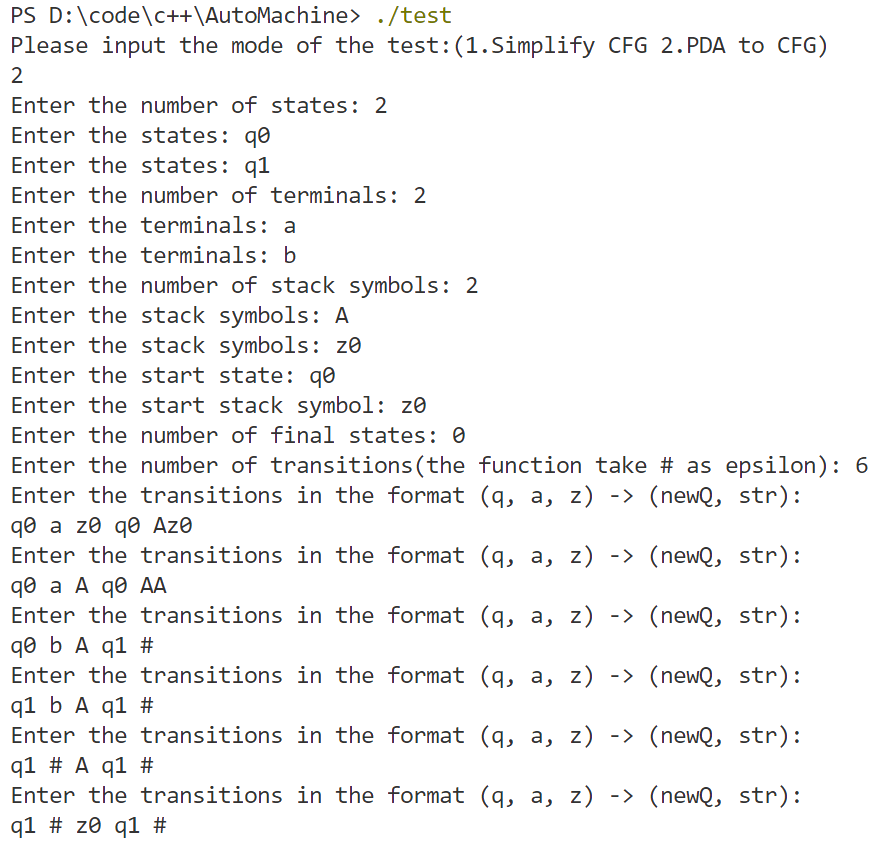 PS D:\code\c++\AutoMachine> ./test
Please input the mode of the test:(1.Simplify CFG 2.PDA to CFG)
2
Enter the number of states: 2
Enter the states: q0
Enter the states: q1
Enter the number of terminals: 2
Enter the terminals: a
Enter the terminals: b
Enter the number of stack symbols: 2
Enter the stack symbols: A
Enter the stack symbols: z0
Enter the start state: q0
Enter the start stack symbol: z0
Enter the number of final states: 0
Enter the number of transitions(the function take # as epsilon): 6
Enter the transitions in the format (q, a, z) -> (newQ, str):
q0 a z0 q0 Az0
Enter the transitions in the format (q, a, z) -> (newQ, str):
q0 a A q0 AA
Enter the transitions in the format (q, a, z) -> (newQ, str):
q0 b A q1 #
Enter the transitions in the format (q, a, z) -> (newQ, str):
q1 b A q1 #
Enter the transitions in the format (q, a, z) -> (newQ, str):
q1 # A q1 #
Enter the transitions in the format (q, a, z) -> (newQ, str):
q1 # z0 q1 #